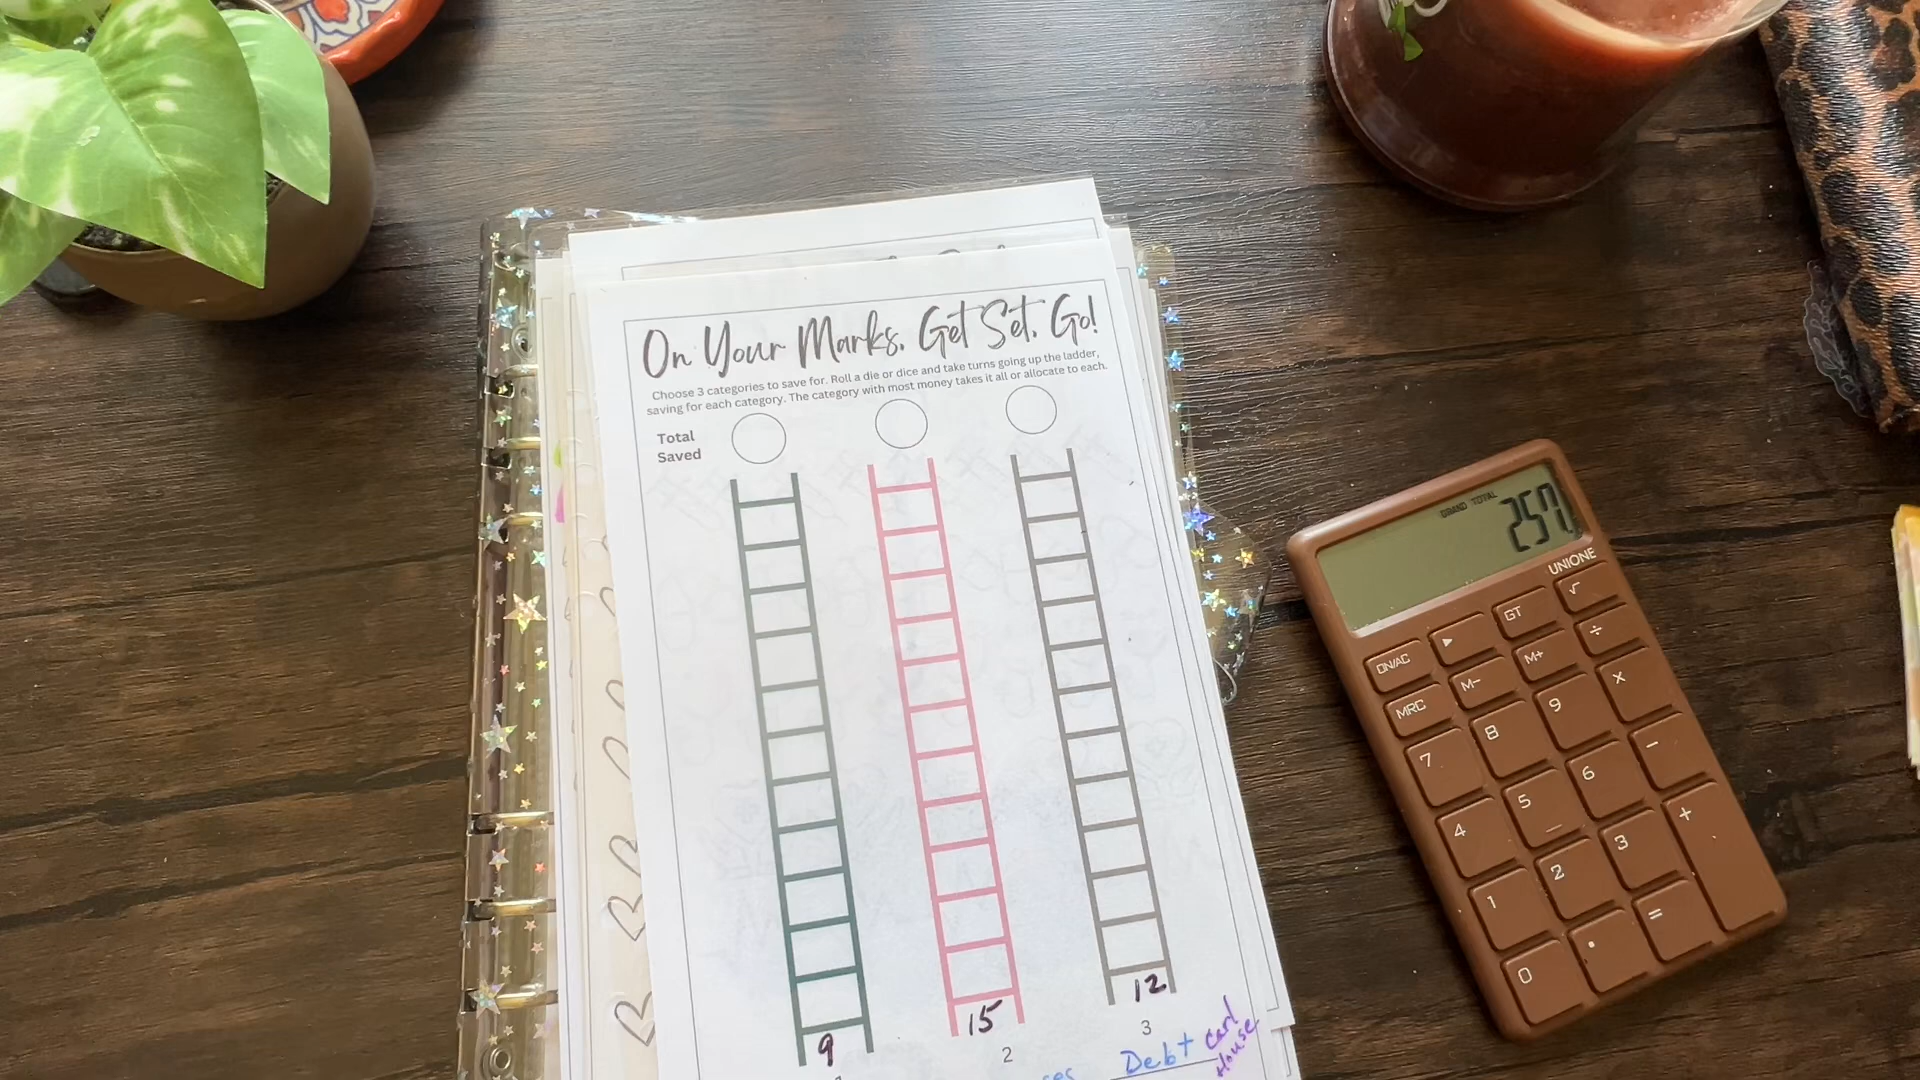 On Your Marks, Get Set, Go!
Choose 3 categories to save for. Roll a die or dice and take turns going up the ladder,
saving for each category. The category with most money takes it all or allocate to each.
Total
Saved
9
15
12
2
3
Debt
Carl
House
GRAND TOTAL
257.
UNIONE
ON/AC
▶
GT
√
MRC
M-
M+
÷
7
8
9
×
4
5
6
-
1
2
3
+
0
.
=